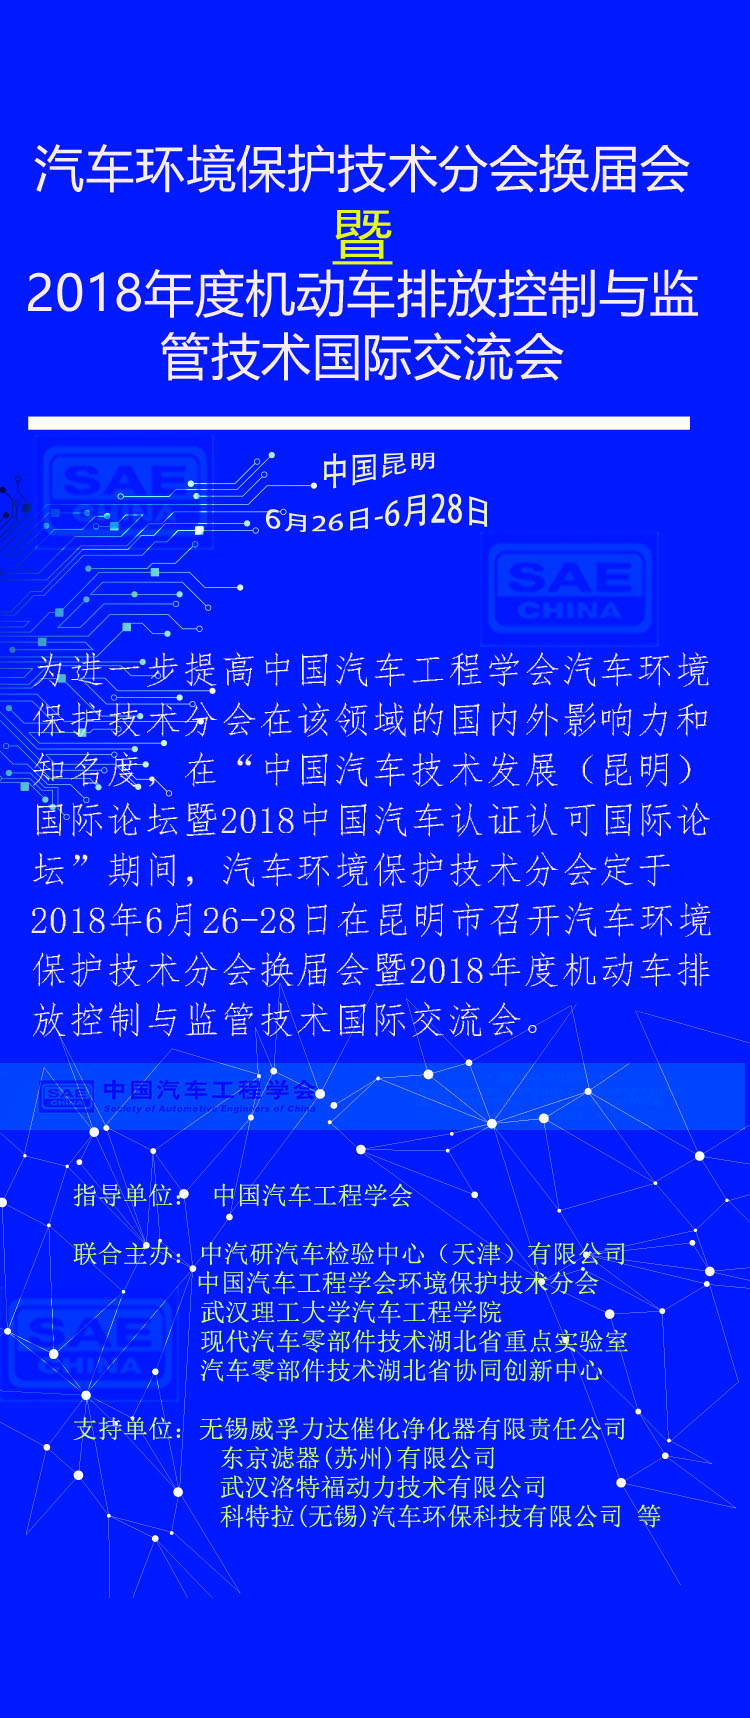 汽车环境保护技术分会换届会
暨
2018年度机动车排放控制与监
管技术国际交流会
中国昆明
6月26日-6月28日
SAE
CHINA
SAE
CHINA
为进一步提高中国汽车工程学会汽车环境
保护技术分会在该领域的国内外影响力和
知名度，在“中国汽车技术发展（昆明）
国际论坛暨2018中国汽车认证认可国际论
坛”期间，汽车环境保护技术分会定于
2018年6月26-28日在昆明市召开汽车环境
保护技术分会换届会暨2018年度机动车排
放控制与监管技术国际交流会。
SAE
CHINA
中国汽车工程学会
Society of Automotive Engineers of China
指导单位： 中国汽车工程学会
联合主办：中汽研汽车检验中心（天津）有限公司
中国汽车工程学会环境保护技术分会
武汉理工大学汽车工程学院
现代汽车零部件技术湖北省重点实验室
汽车零部件技术湖北省协同创新中心
SAE
CHINA
支持单位：无锡威孚力达催化净化器有限责任公司
东京滤器(苏州)有限公司
武汉洛特福动力技术有限公司
科特拉(无锡)汽车环保科技有限公司 等